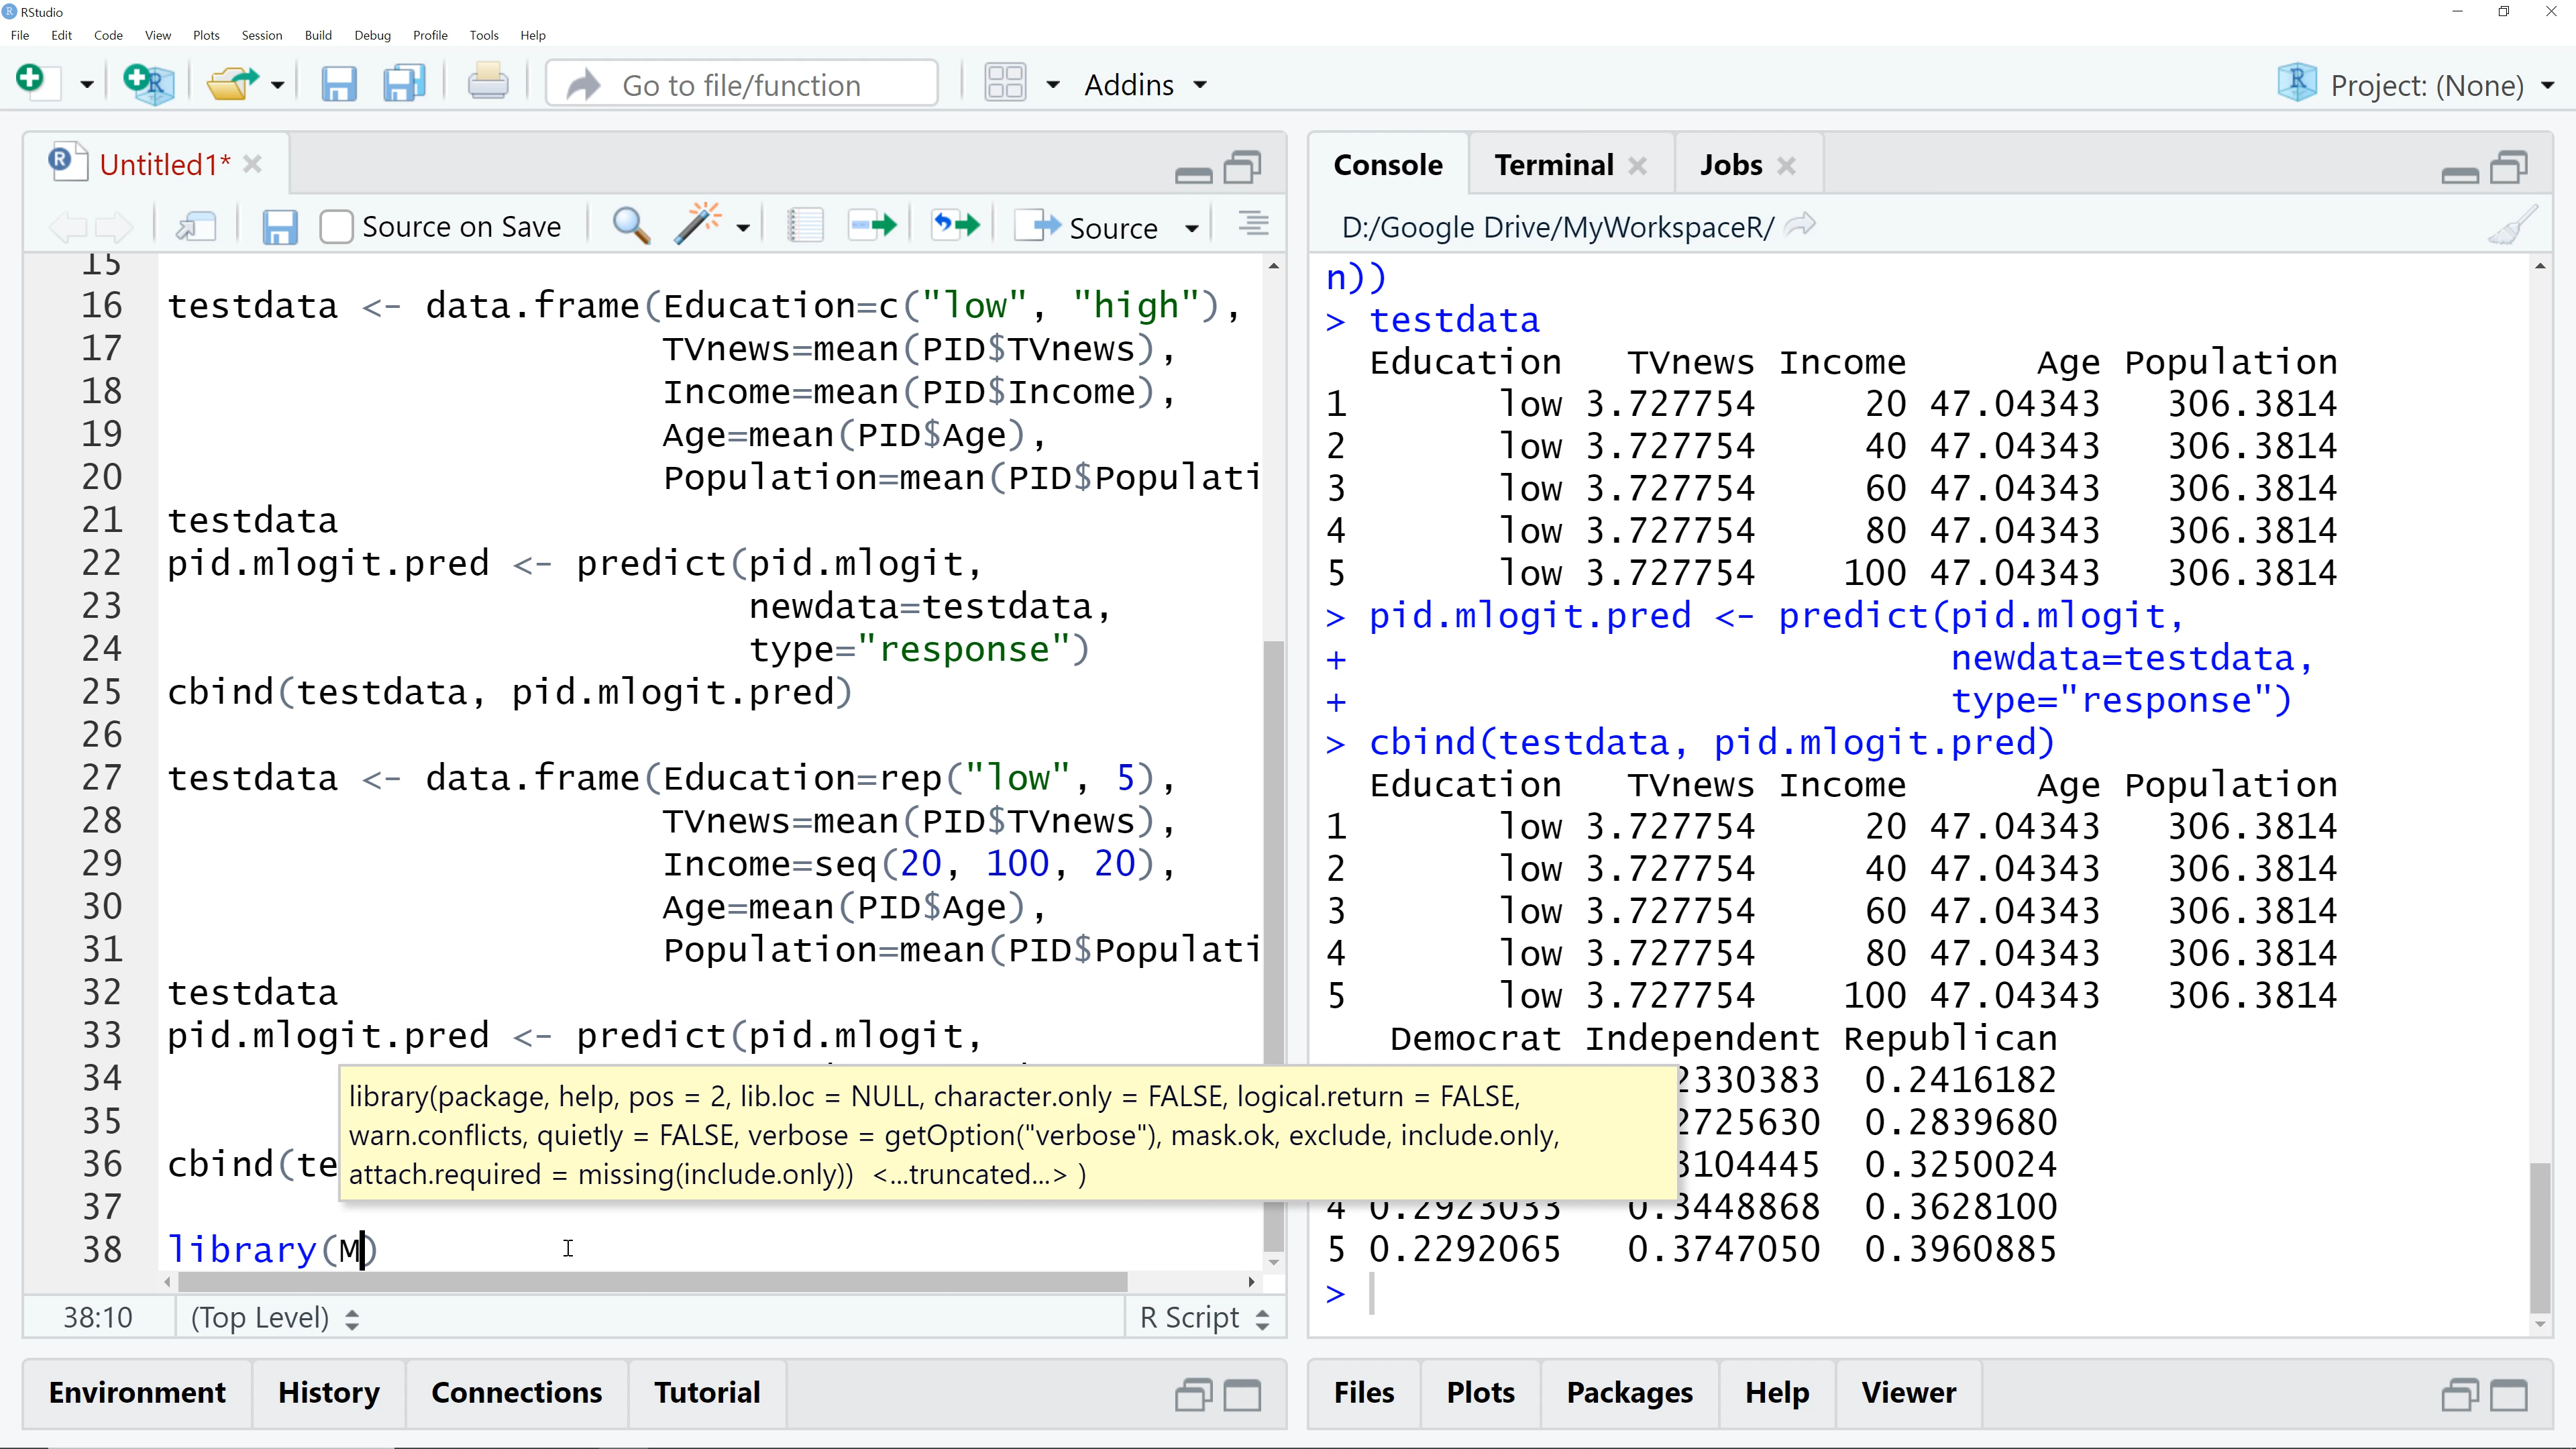 RStudio
File Edit Code View Plots Session Build Debug Profile Tools Help
Go to file/function Addins Project: (None)
Untitled1*
Source on Save Source
15
16 testdata <- data.frame(Education=c("low", "high"),
17 TVnews=mean(PID$TVnews),
18 Income=mean(PID$Income),
19 Age=mean(PID$Age),
20 Population=mean(PID$Populati
21 testdata
22 pid.mlogit.pred <- predict(pid.mlogit,
23 newdata=testdata,
24 type="response")
25 cbind(testdata, pid.mlogit.pred)
26
27 testdata <- data.frame(Education=rep("low", 5),
28 TVnews=mean(PID$TVnews),
29 Income=seq(20, 100, 20),
30 Age=mean(PID$Age),
31 Population=mean(PID$Populati
32 testdata
33 pid.mlogit.pred <- predict(pid.mlogit,
34
35
36 cbind(te
37
38 library(M)
library(package, help, pos = 2, lib.loc = NULL, character.only = FALSE, logical.return = FALSE,
warn.conflicts, quietly = FALSE, verbose = getOption("verbose"), mask.ok, exclude, include.only,
attach.required = missing(include.only)) <...truncated...> )
38:10 (Top Level) R Script
Console Terminal Jobs
D:/Google Drive/MyWorkspaceR/
n))
> testdata
Education TVnews Income Age Population
1 low 3.727754 20 47.04343 306.3814
2 low 3.727754 40 47.04343 306.3814
3 low 3.727754 60 47.04343 306.3814
4 low 3.727754 80 47.04343 306.3814
5 low 3.727754 100 47.04343 306.3814
> pid.mlogit.pred <- predict(pid.mlogit,
+ newdata=testdata,
+ type="response")
> cbind(testdata, pid.mlogit.pred)
Education TVnews Income Age Population
1 low 3.727754 20 47.04343 306.3814
2 low 3.727754 40 47.04343 306.3814
3 low 3.727754 60 47.04343 306.3814
4 low 3.727754 80 47.04343 306.3814
5 low 3.727754 100 47.04343 306.3814
Democrat Independent Republican
2330383 0.2416182
2725630 0.2839680
3104445 0.3250024
4 0.2923033 0.3448868 0.3628100
5 0.2292065 0.3747050 0.3960885
>
Environment History Connections Tutorial
Files Plots Packages Help Viewer